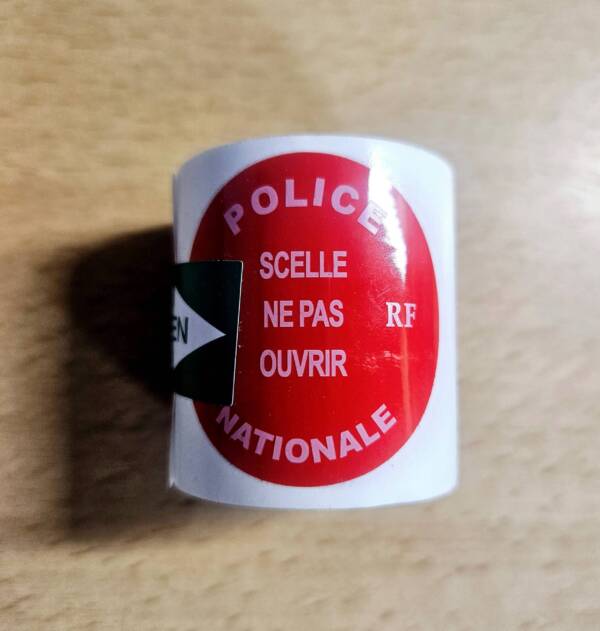 POLICE
SCELLE
NE PAS
OUVRIR
RF
NATIONALE
EN